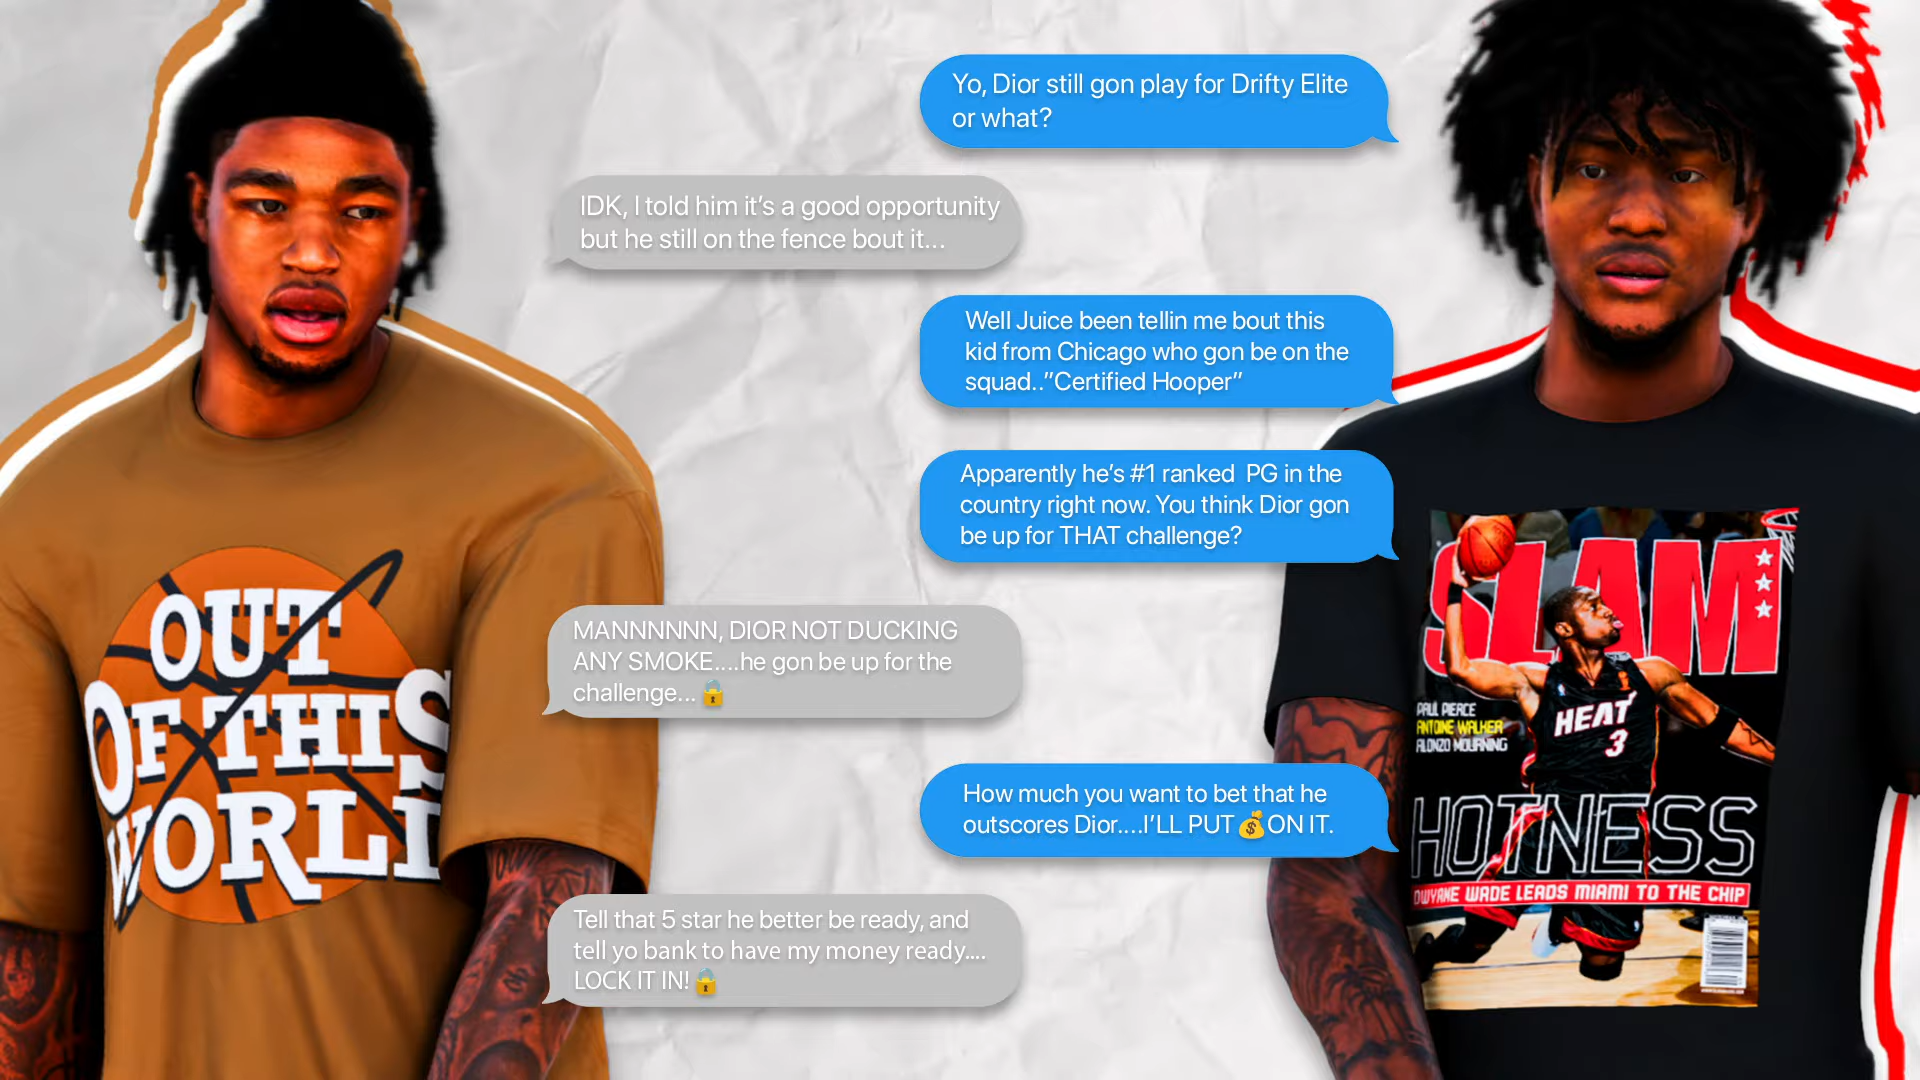 Yo, Dior still gon play for Drifty Elite
or what?
IDK, I told him it's a good opportunity
but he still on the fence bout it...
Well Juice been tellin me bout this
kid from Chicago who gon be on the
squad.."Certified Hooper"
Apparently he's #1 ranked  PG in the
country right now. You think Dior gon
be up for THAT challenge?
MANNNNNN, DIOR NOT DUCKING
ANY SMOKE....he gon be up for the
challenge...🔒
How much you want to bet that he
outscores Dior....I'LL PUT💰ON IT.
Tell that 5 star he better be ready, and
tell yo bank to have my money ready....
LOCK IT IN!🔒
OUT
OF THIS
WORLD
SLAM
PAUL PIERCE
ANTOINE WALKER
ALONZO MOURNING
HEAT
3
HOTNESS
DWYANE WADE LEADS MIAMI TO THE CHIP